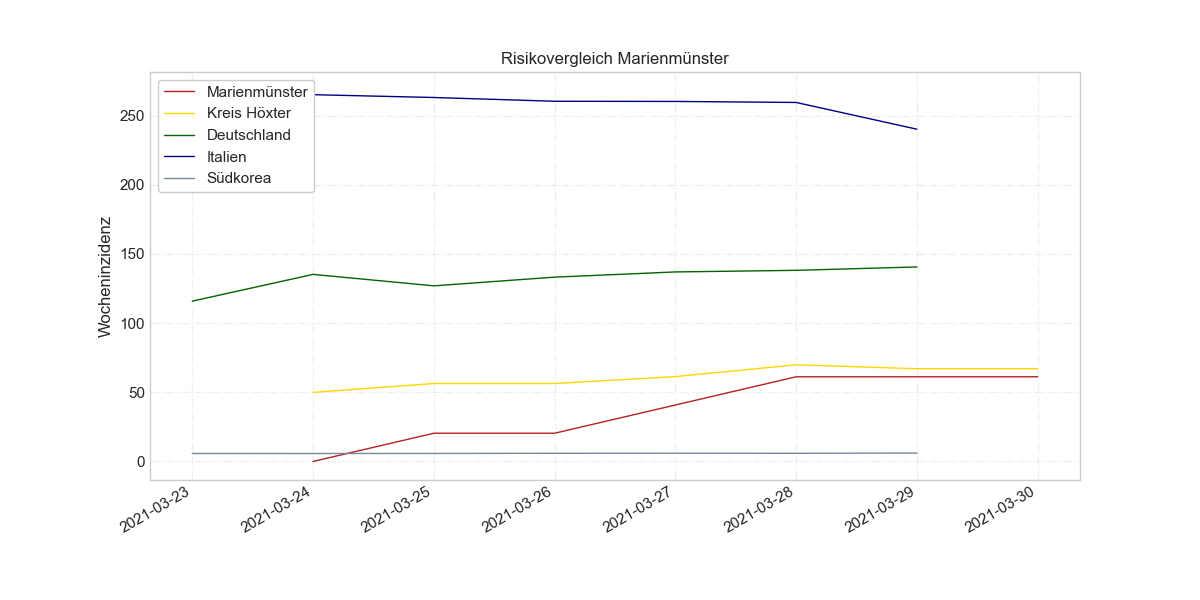 Risikovergleich Marienmünster
Marienmünster
Kreis Höxter
Deutschland
Italien
Südkorea
Wocheninzidenz
250
200
150
100
50
0
2021-03-23
2021-03-24
2021-03-25
2021-03-26
2021-03-27
2021-03-28
2021-03-29
2021-03-30